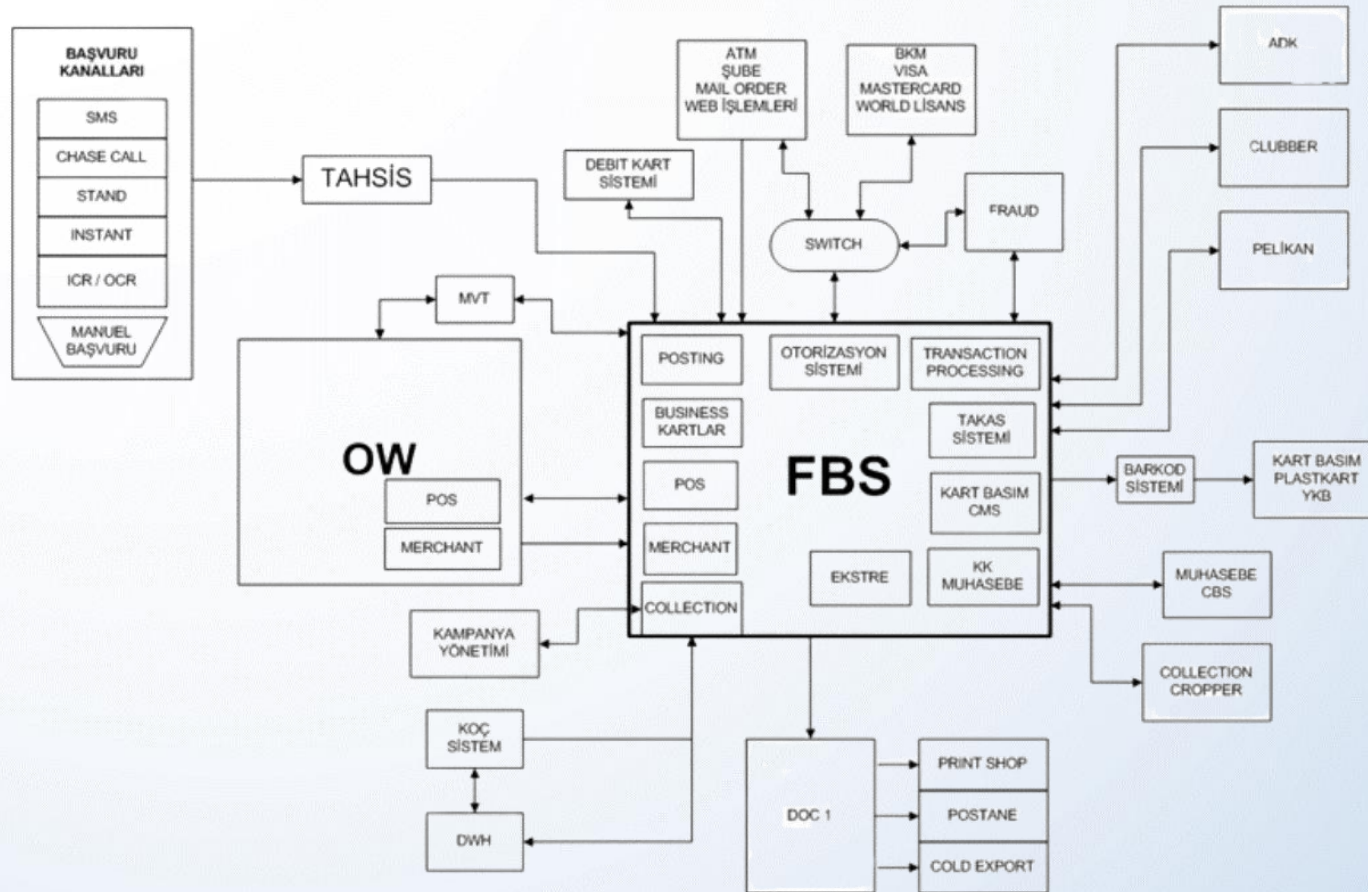 BAŞVURU
KANALLARI
SMS
CHASE CALL
STAND
INSTANT
ICR / OCR
MANUEL
BAŞVURU
TAHSİS
DEBIT KART
SİSTEMİ
ATM
ŞUBE
MAIL ORDER
WEB İŞLEMLERİ
BKM
VISA
MASTERCARD
WORLD LİSANS
SWITCH
FRAUD
ADK
CLUBBER
PELİKAN
MVT
OW
POS
MERCHANT
FBS
POSTING
BUSINESS
KARTLAR
POS
MERCHANT
COLLECTION
OTORİZASYON
SİSTEMİ
TRANSACTION
PROCESSING
TAKAS
SİSTEMİ
KART BASIM
CMS
EKSTRE
KK
MUHASEBE
BARKOD
SİSTEMİ
KART BASIM
PLASTKART
YKB
MUHASEBE
CBS
COLLECTION
CROPPER
KAMPANYA
YÖNETİMİ
KOÇ
SİSTEM
DWH
DOC 1
PRINT SHOP
POSTANE
COLD EXPORT